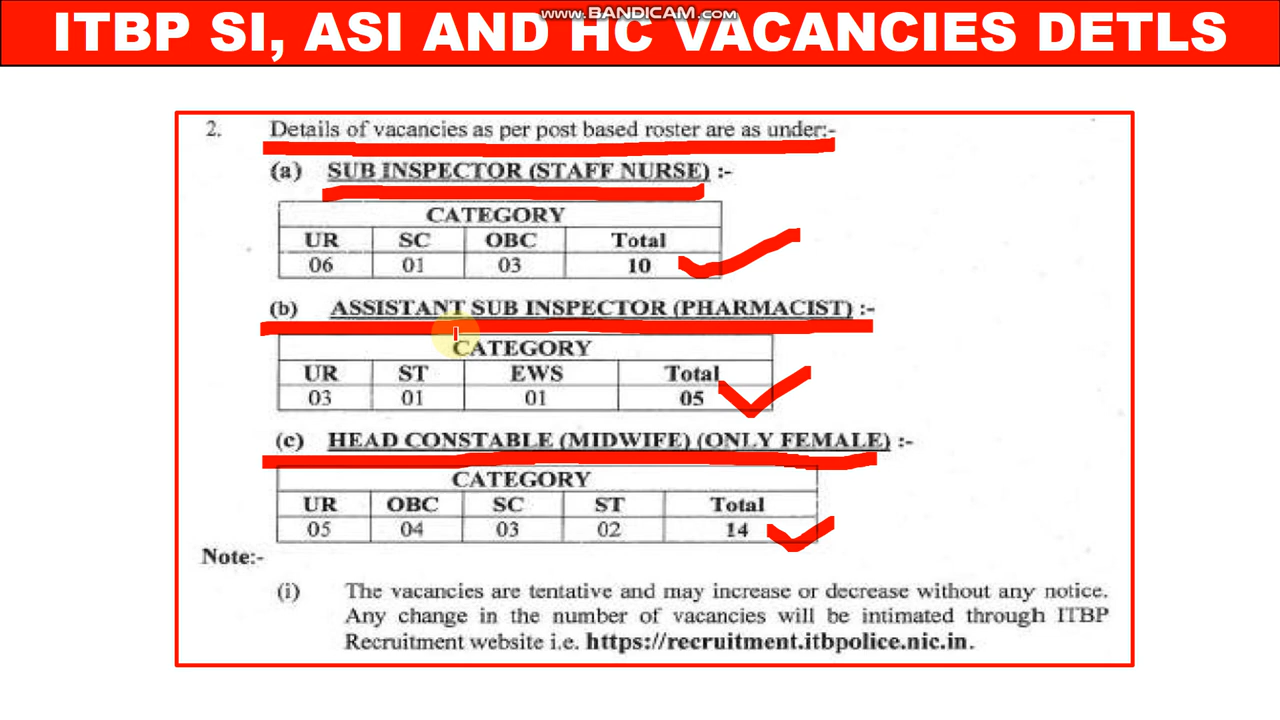 www.BANDICAM.com
ITBP SI, ASI AND HC VACANCIES DETLS
2. Details of vacancies as per post based roster are as under:-
(a) SUB INSPECTOR (STAFF NURSE) :-
CATEGORY
UR SC OBC Total
06 01 03 10
(b) ASSISTANT SUB INSPECTOR (PHARMACIST) :-
CATEGORY
UR ST EWS Total
03 01 01 05
(c) HEAD CONSTABLE (MIDWIFE) (ONLY FEMALE) :-
CATEGORY
UR OBC SC ST Total
05 04 03 02 14
Note:-
(i) The vacancies are tentative and may increase or decrease without any notice.
Any change in the number of vacancies will be intimated through ITBP
Recruitment website i.e. https://recruitment.itbpolice.nic.in.